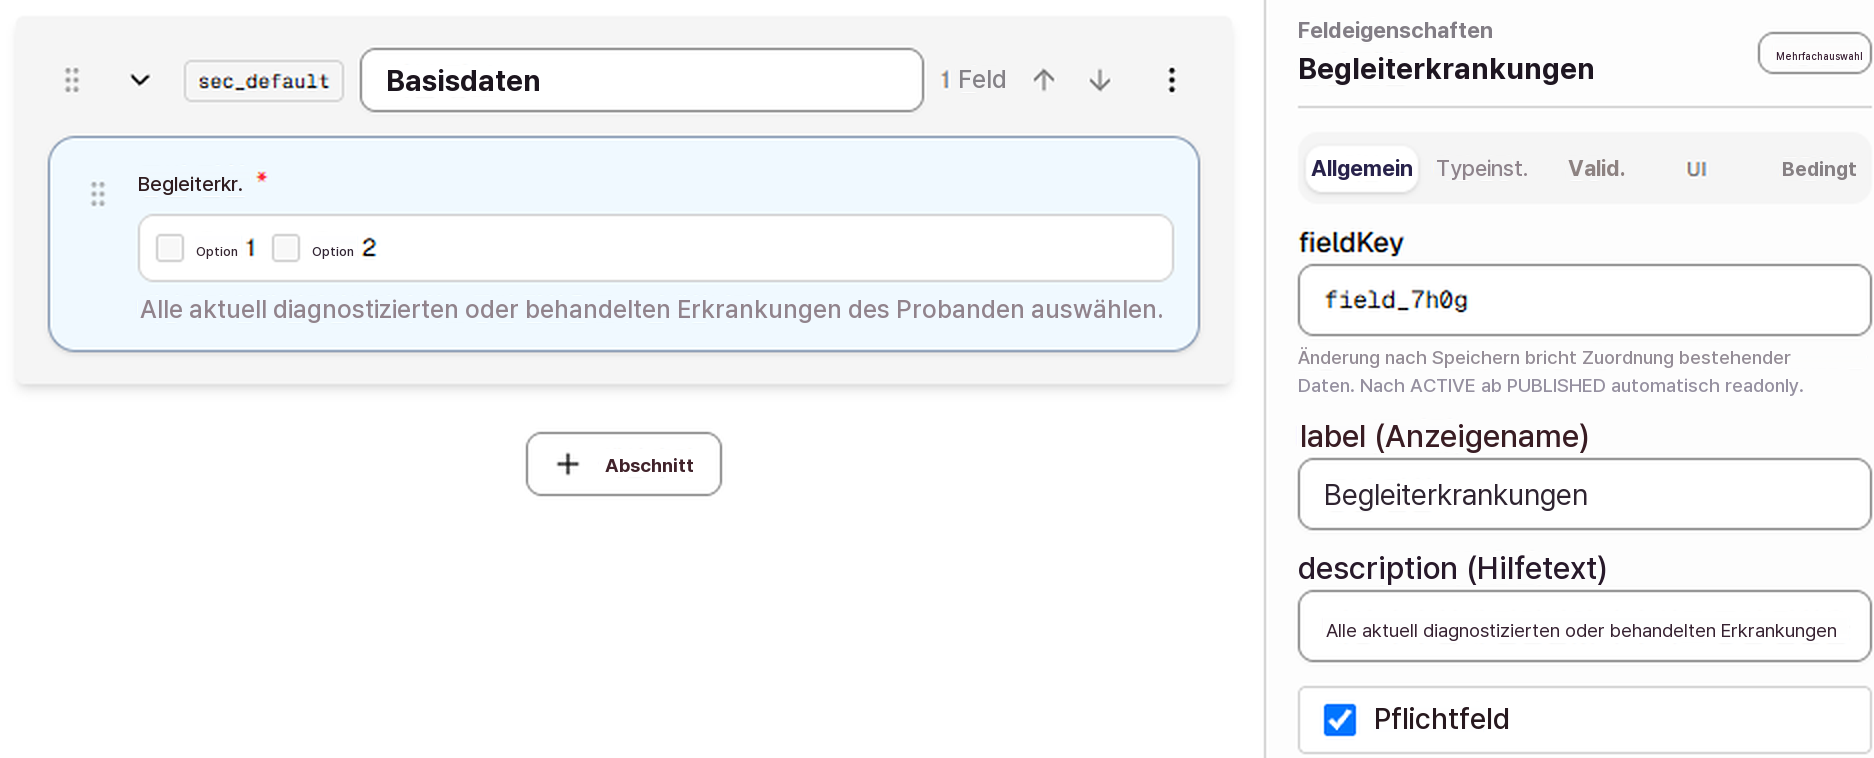 sec_default Basisdaten 1 Feld
Begleiterkr. *
Option 1 Option 2
Alle aktuell diagnostizierten oder behandelten Erkrankungen des Probanden auswählen.
+ Abschnitt
Feldeigenschaften
Begleiterkrankungen
Mehrfachauswahl
Allgemein Typeinst. Valid. UI Bedingt
fieldKey
field_7h0g
Änderung nach Speichern bricht Zuordnung bestehender
Daten. Nach ACTIVE ab PUBLISHED automatisch readonly.
label (Anzeigename)
Begleiterkrankungen
description (Hilfetext)
Alle aktuell diagnostizierten oder behandelten Erkrankungen
Pflichtfeld